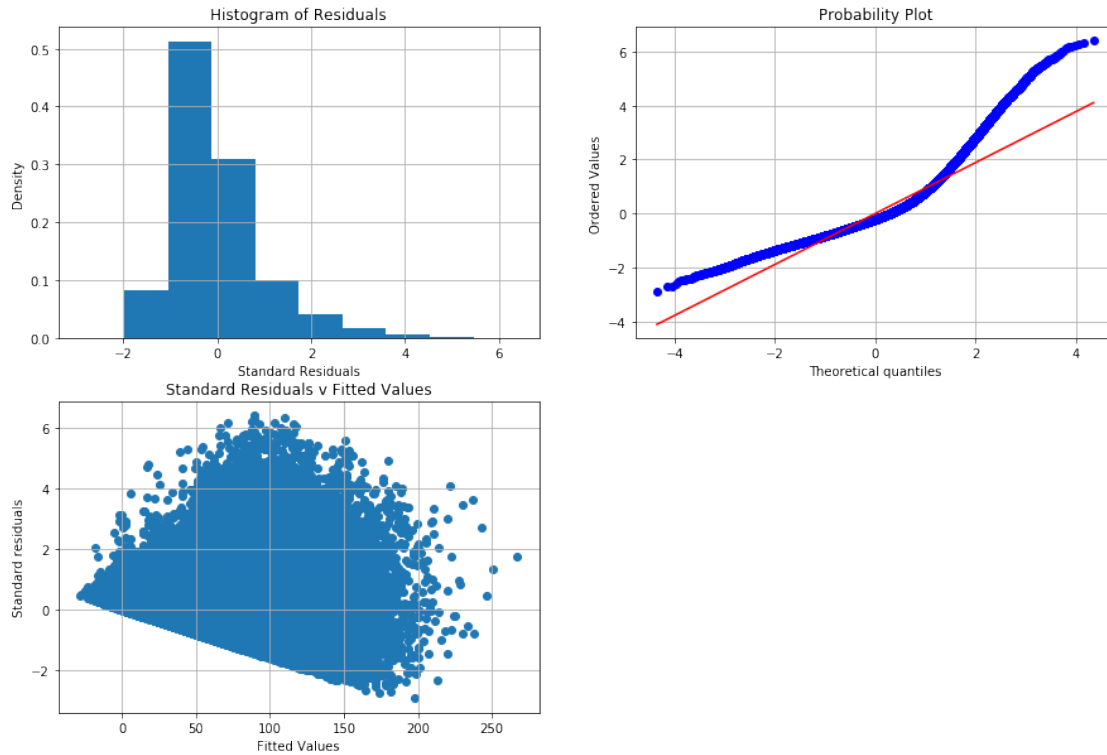 Histogram of Residuals
0.5
0.4
0.3
0.2
0.1
0.0
Density
−2 0 2 4 6
Standard Residuals
Probability Plot
6
4
2
0
−2
−4
Ordered Values
−4 −2 0 2 4
Theoretical quantiles
Standard Residuals v Fitted Values
6
4
2
0
−2
Standard residuals
0 50 100 150 200 250
Fitted Values